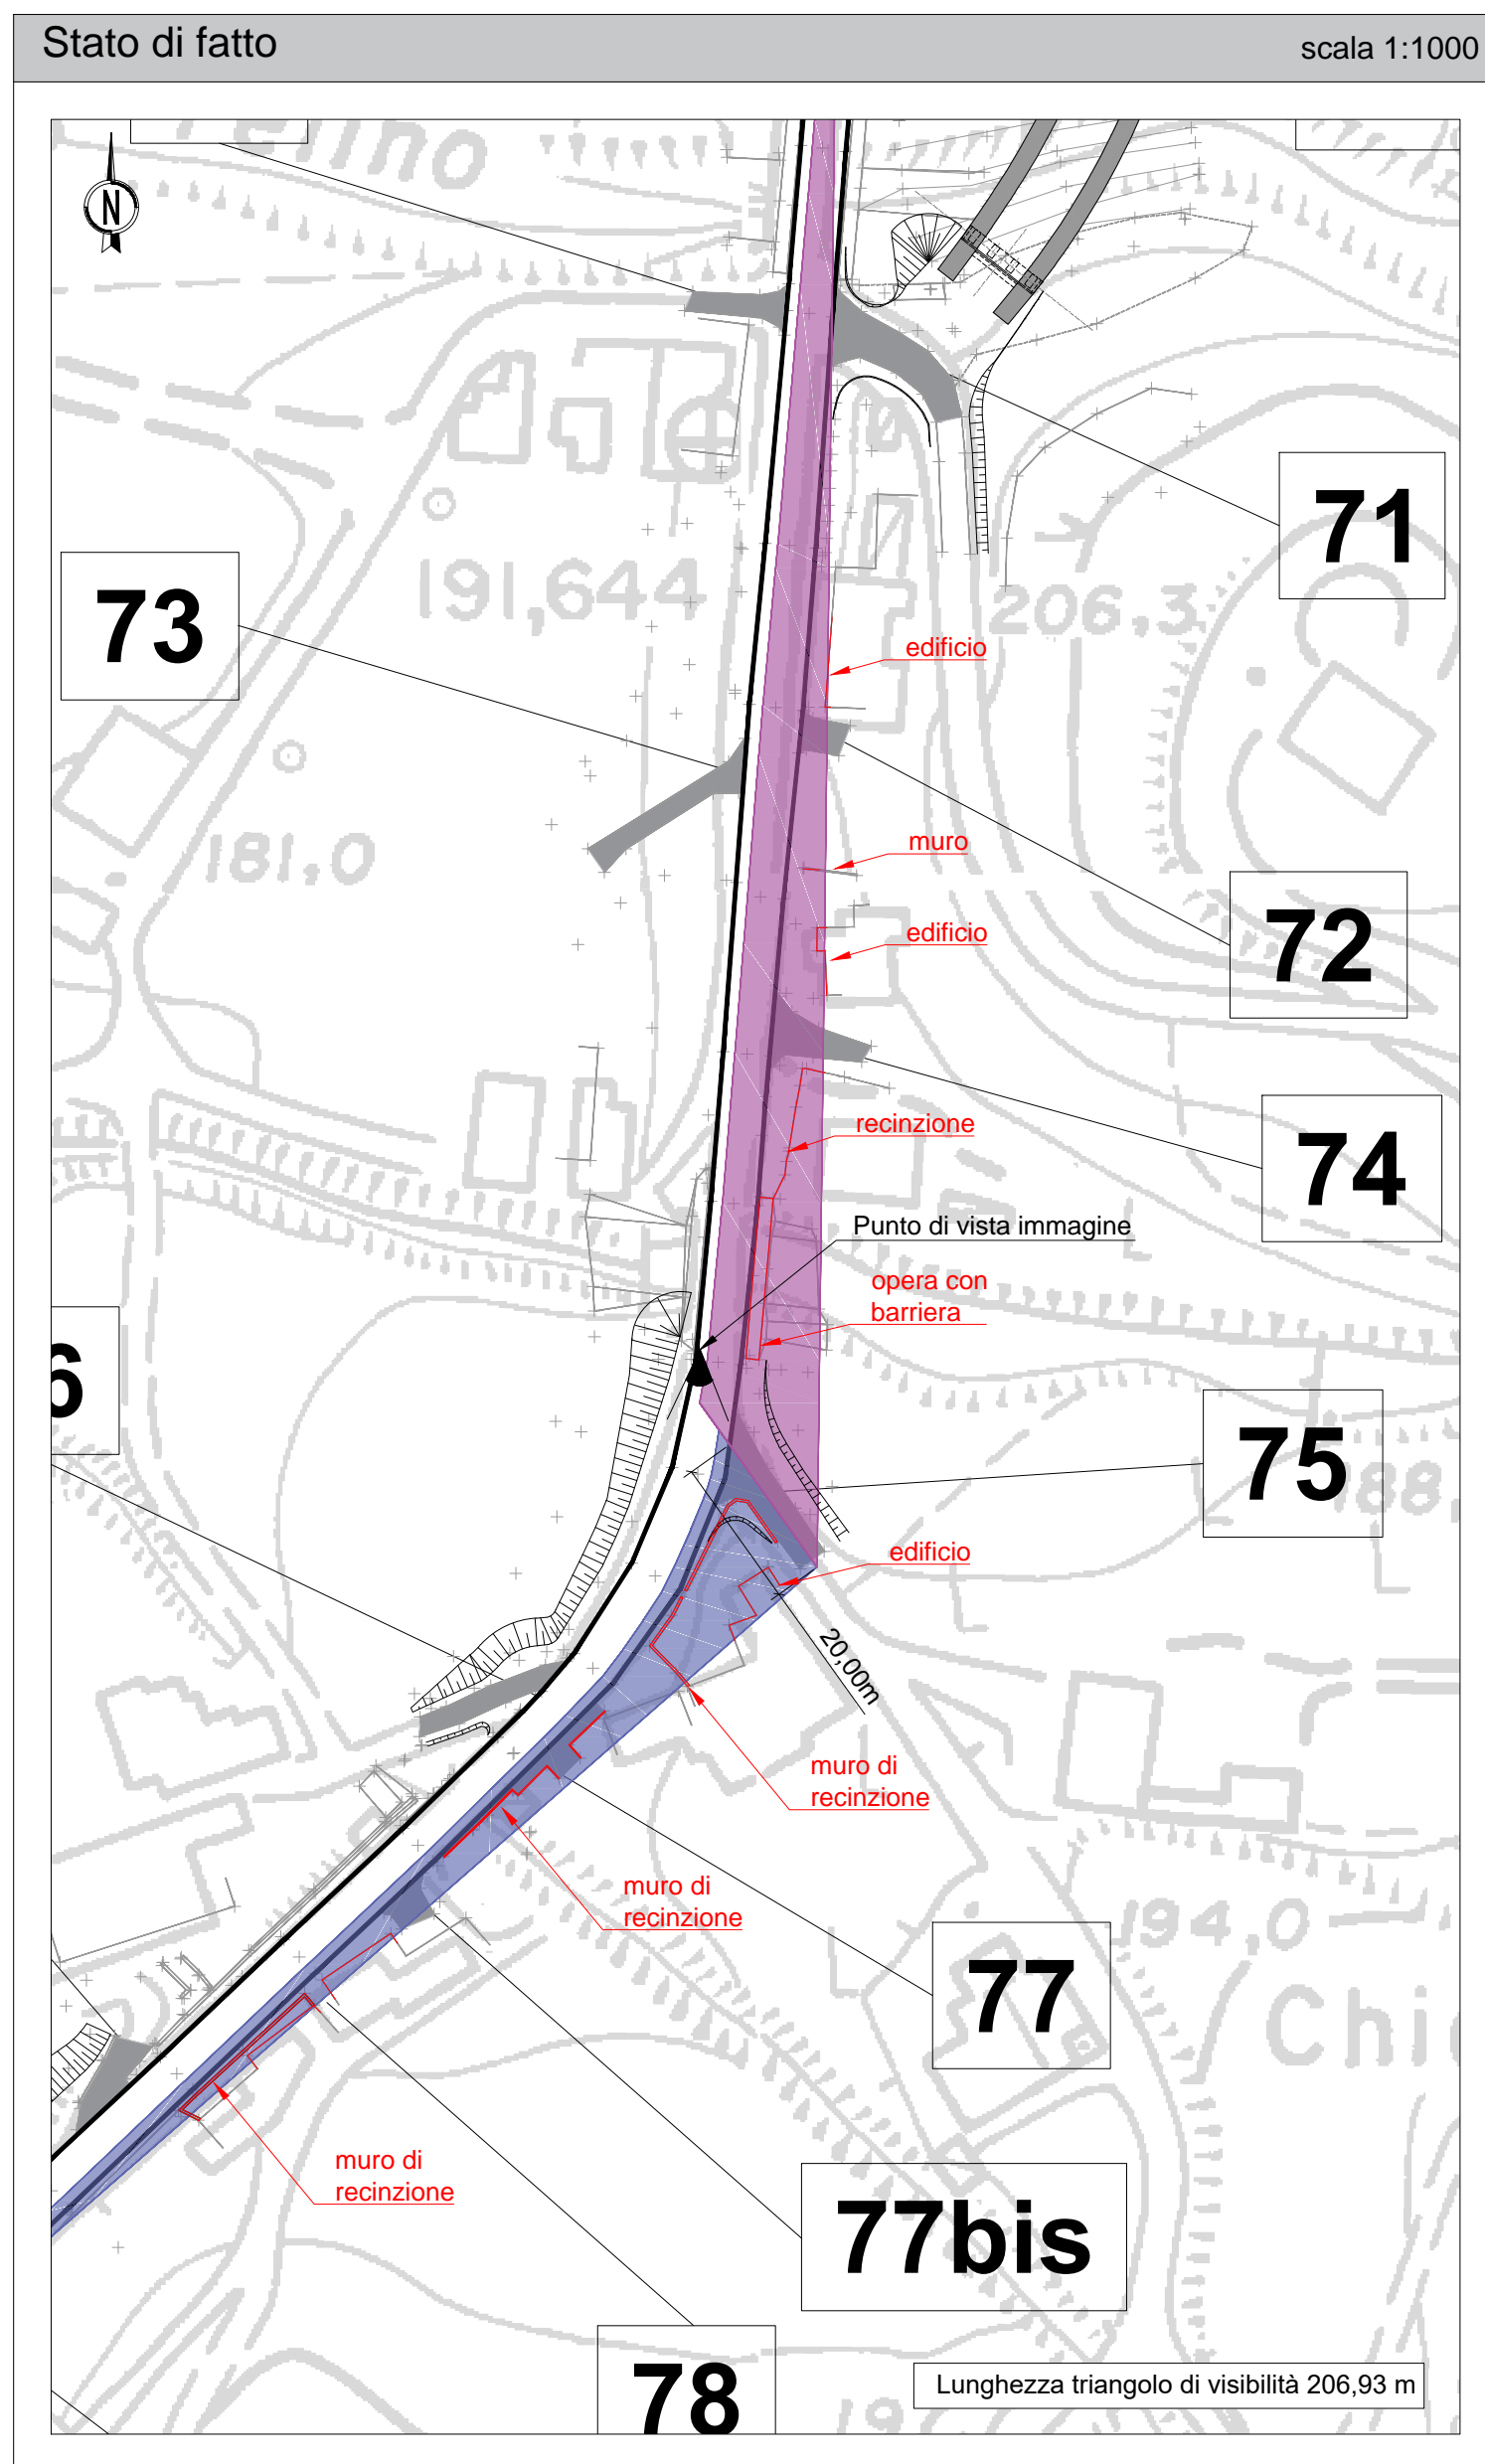 Stato di fatto
scala 1:1000
N
71
191,644
73
206,3
edificio
181,0
muro
edificio
72
recinzione
74
Punto di vista immagine
opera con
barriera
6
75
188
edificio
20,00m
muro di
recinzione
muro di
recinzione
194,0
77
Chi
muro di
recinzione
77bis
78
Lunghezza triangolo di visibilità 206,93 m